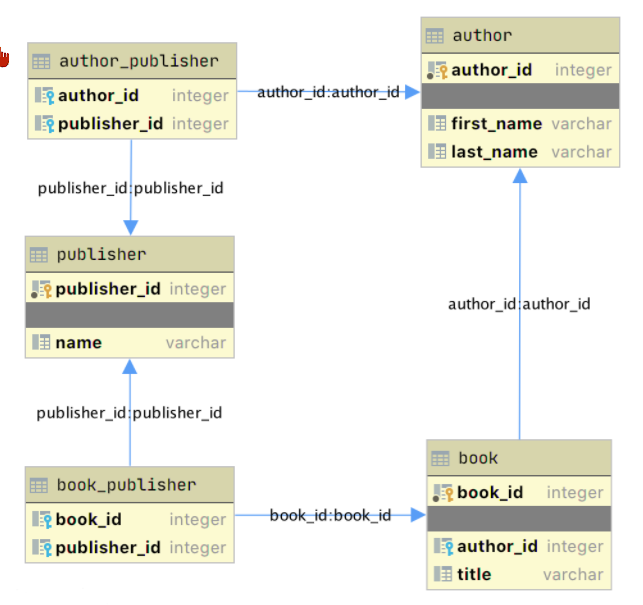 author_publisher
author_id integer
publisher_id integer
author_id:author_id
author
author_id integer
first_name varchar
last_name varchar
publisher_id:publisher_id
publisher
publisher_id integer
name varchar
author_id:author_id
publisher_id:publisher_id
book_publisher
book_id integer
publisher_id integer
book_id:book_id
book
book_id integer
author_id integer
title varchar